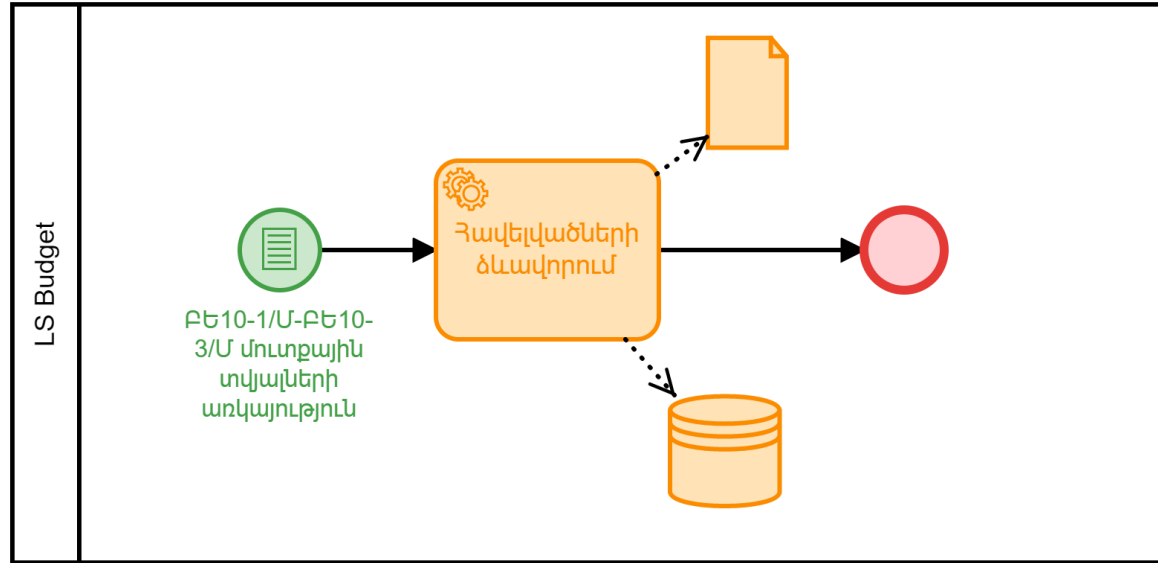 LS Budget
Հավելվածների
ձևավորում
ԲԵ10-1/Մ-ԲԵ10-
3/Մ մուտքային
տվյալների
առկայություն